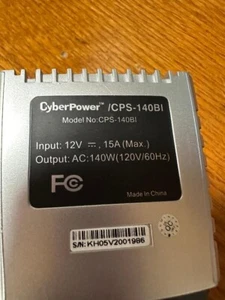 CyberPower™ /CPS-140BI
Model No:CPS-140BI
Input: 12V ⎓, 15A (Max.)
Output: AC:140W(120V/60Hz)
FC
Made in China
S/N: KH05V2001986